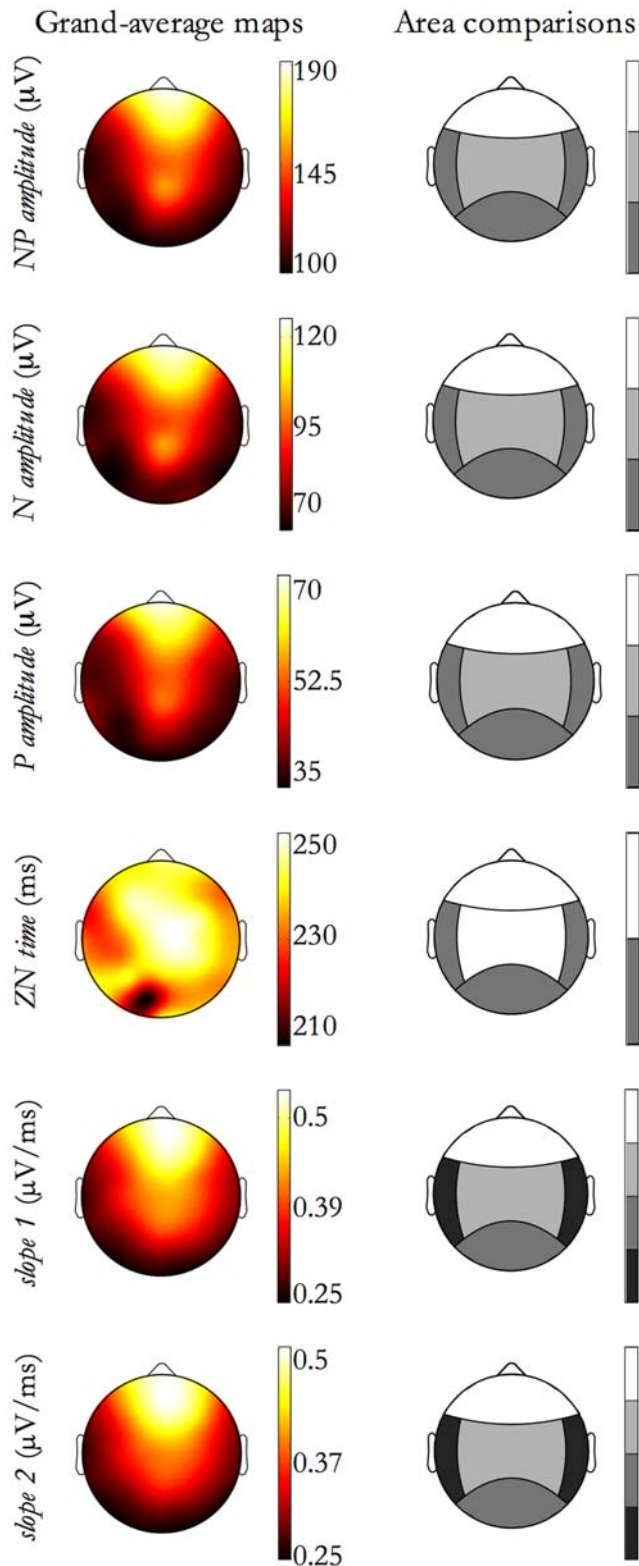 Grand-average maps
Area comparisons
NP amplitude (µV)
190
145
100
N amplitude (µV)
120
95
70
P amplitude (µV)
70
52.5
35
ZN time (ms)
250
230
210
slope 1 (µV/ms)
0.5
0.39
0.25
slope 2 (µV/ms)
0.5
0.37
0.25